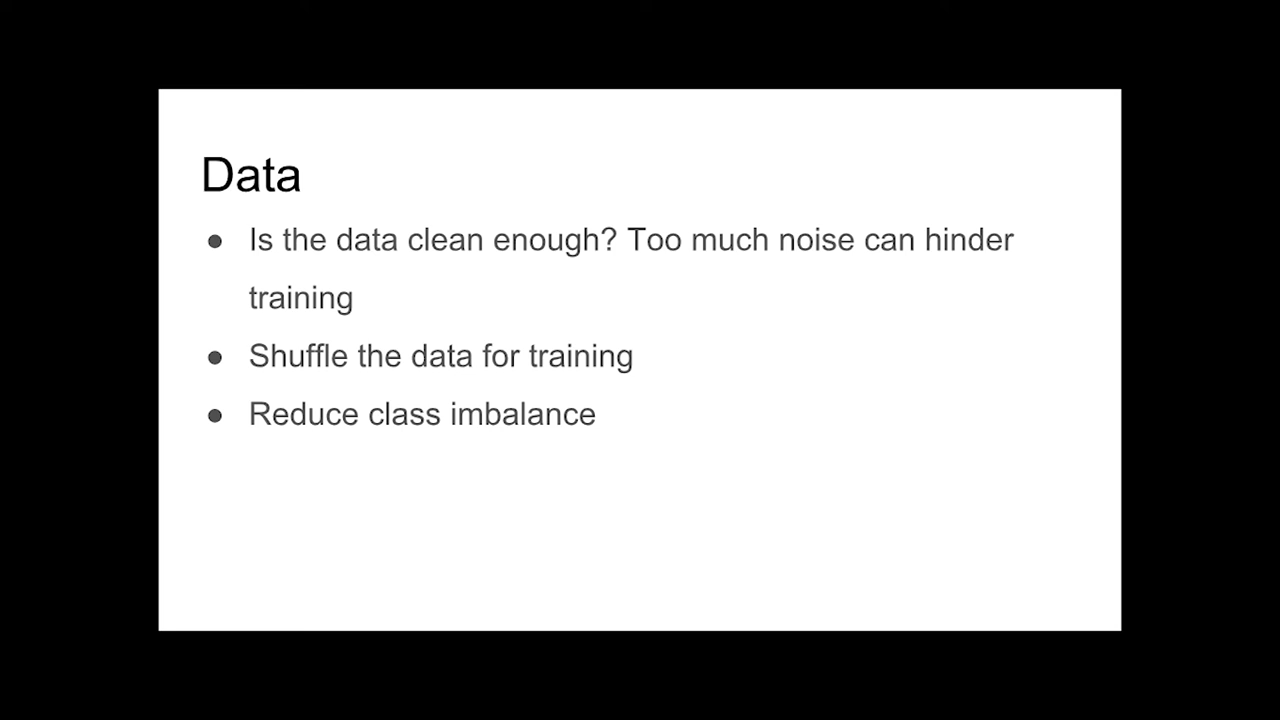 Data
● Is the data clean enough? Too much noise can hinder
training
● Shuffle the data for training
● Reduce class imbalance